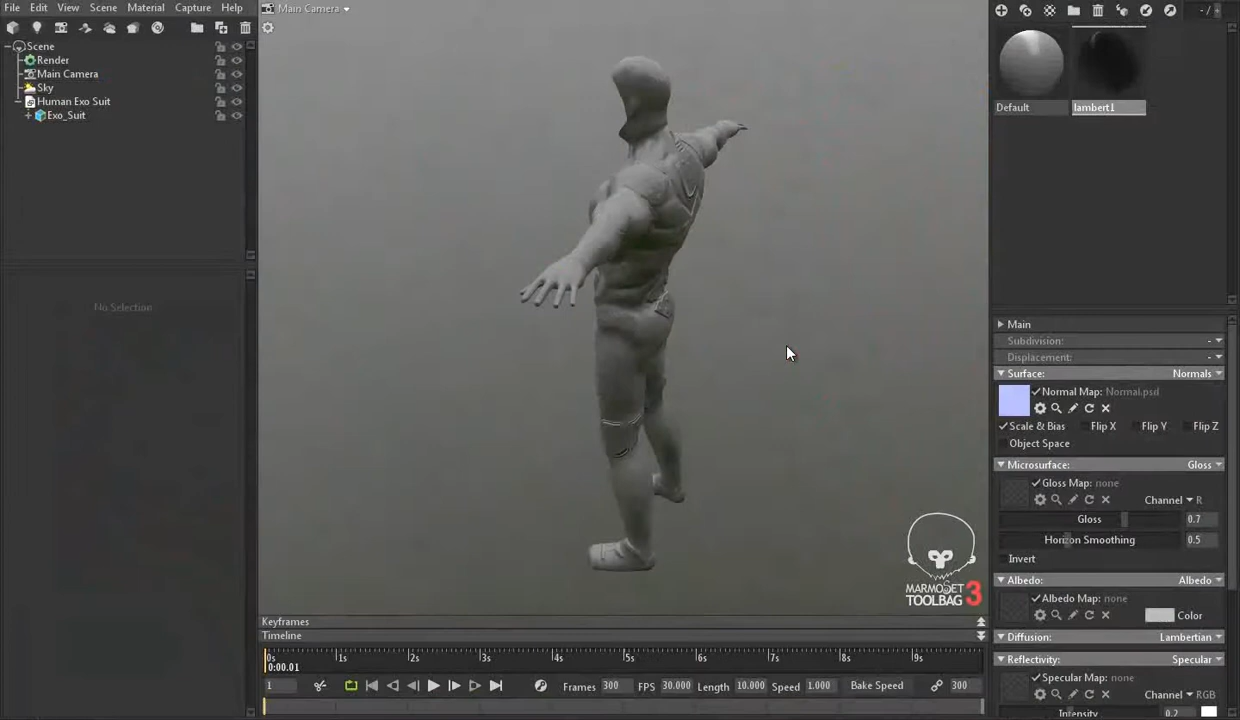 File Edit View Scene Material Capture Help
Main Camera
- /
Scene
Render
Main Camera
Sky
Human Exo Suit
Exo_Suit
No Selection
Default
lambert1
Main
Subdivision: -
Displacement: -
Surface: Normals
Normal Map: Normal.psd
Scale & Bias Flip X Flip Y Flip Z
Object Space
Microsurface: Gloss
Gloss Map: none
Channel R
Gloss 0.7
Horizon Smoothing 0.5
Invert
Albedo: Albedo
Albedo Map: none
Color
Diffusion: Lambertian
Reflectivity: Specular
Specular Map: none
Channel RGB
Intensity 0.2
MARMOSET
TOOLBAG 3
Keyframes
Timeline
0s 1s 2s 3s 4s 5s 6s 7s 8s 9s
0:00.01
1 Frames 300 FPS 30.000 Length 10.000 Speed 1.000 Bake Speed 300